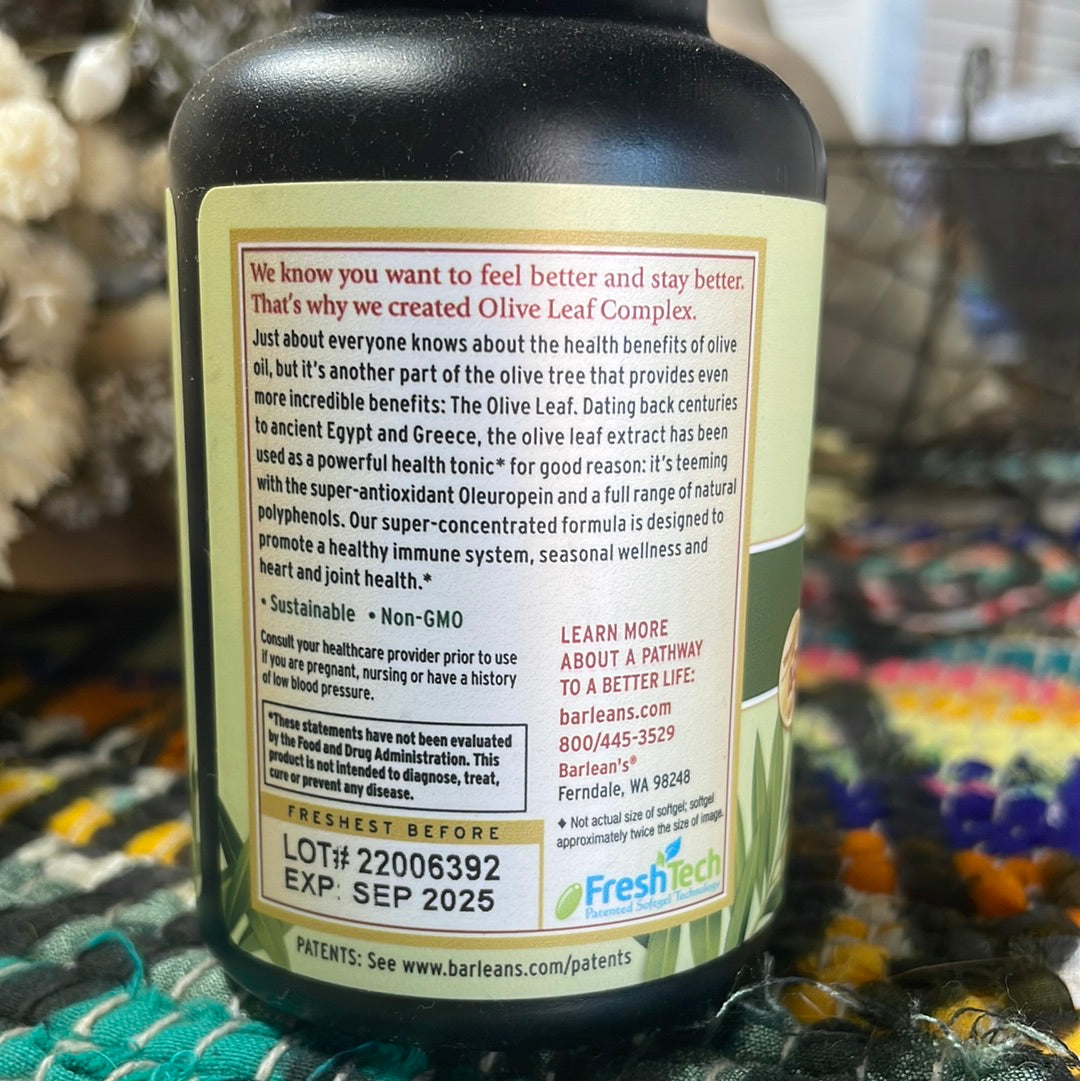 We know you want to feel better and stay better.
That's why we created Olive Leaf Complex.
Just about everyone knows about the health benefits of olive
oil, but it's another part of the olive tree that provides even
more incredible benefits: The Olive Leaf. Dating back centuries
to ancient Egypt and Greece, the olive leaf extract has been
used as a powerful health tonic* for good reason: it's teeming
with the super-antioxidant Oleuropein and a full range of natural
polyphenols. Our super-concentrated formula is designed to
promote a healthy immune system, seasonal wellness and
heart and joint health.*
• Sustainable • Non-GMO
Consult your healthcare provider prior to use
if you are pregnant, nursing or have a history
of low blood pressure.
*These statements have not been evaluated
by the Food and Drug Administration. This
product is not intended to diagnose, treat,
cure or prevent any disease.
FRESHEST BEFORE
LOT# 22006392
EXP: SEP 2025
LEARN MORE
ABOUT A PATHWAY
TO A BETTER LIFE:
barleans.com
800/445-3529
Barlean's®
Ferndale, WA 98248
♦ Not actual size of softgel; softgel
approximately twice the size of image.
FreshTech
Patented Softgel Technology
PATENTS: See www.barleans.com/patents